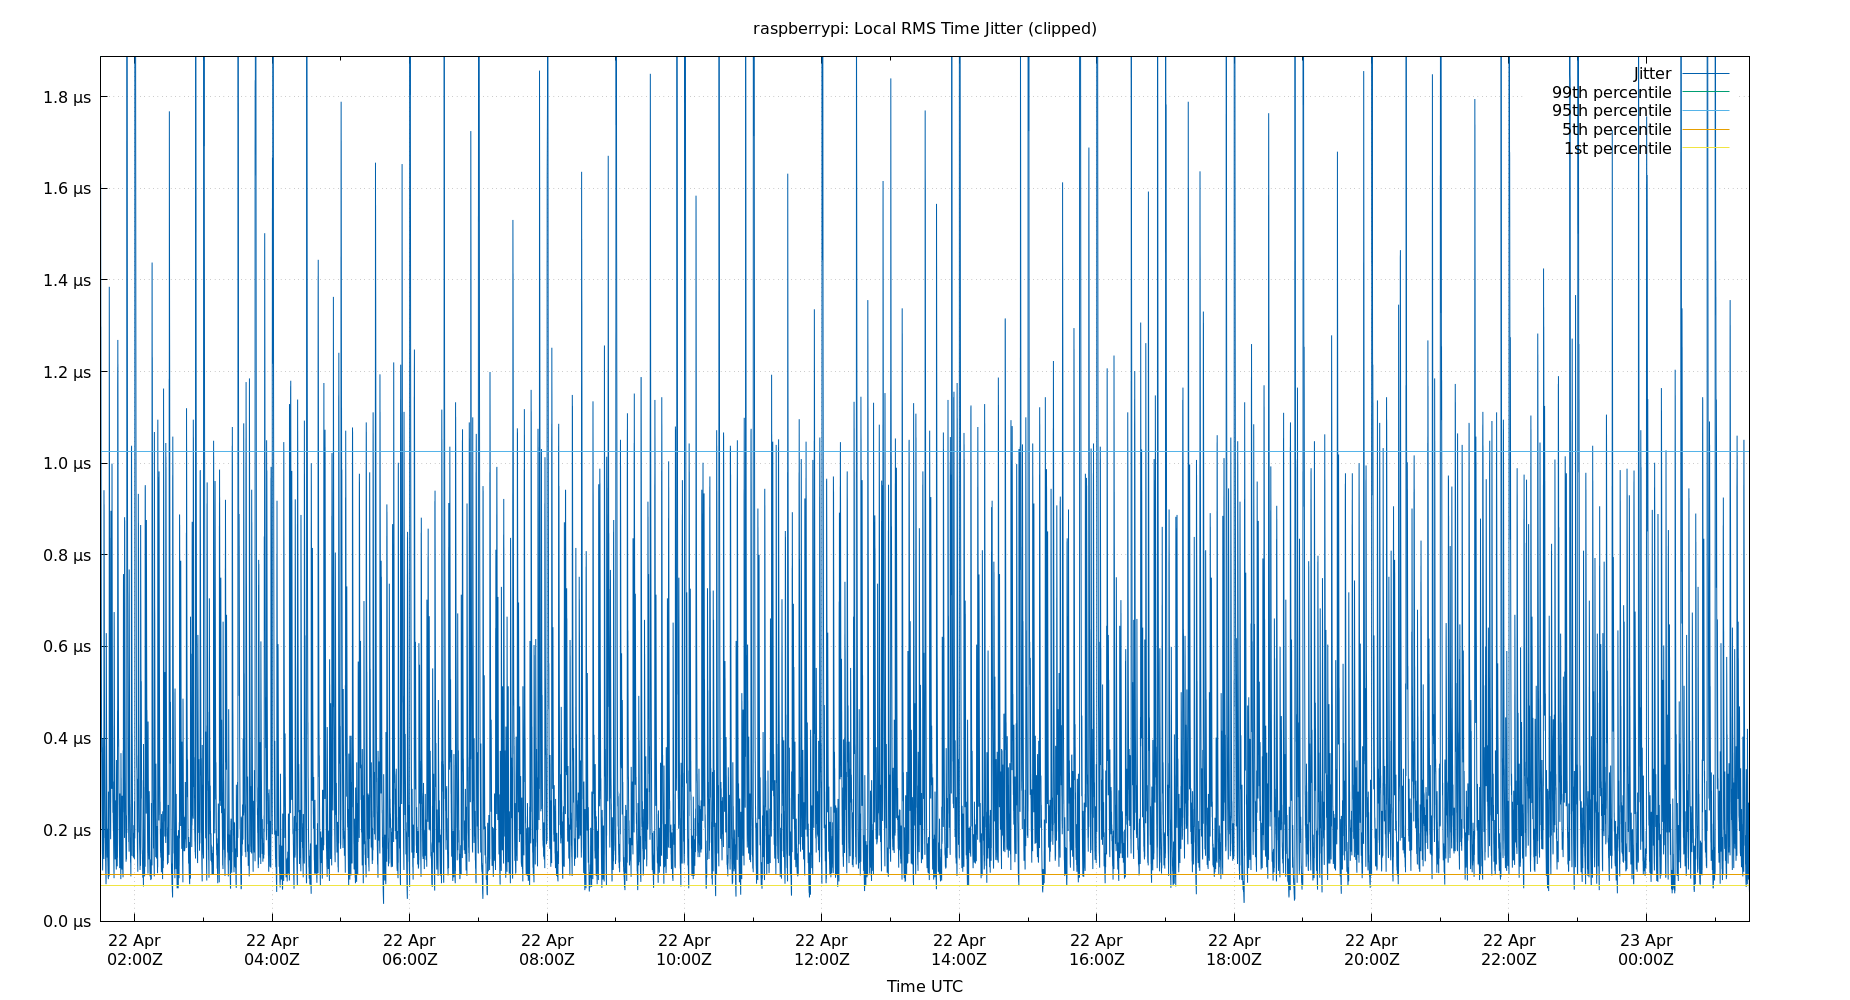 raspberrypi: Local RMS Time Jitter (clipped)
Jitter
99th percentile
95th percentile
5th percentile
1st percentile
1.8 µs
1.6 µs
1.4 µs
1.2 µs
1.0 µs
0.8 µs
0.6 µs
0.4 µs
0.2 µs
0.0 µs
22 Apr 22 Apr 22 Apr 22 Apr 22 Apr 22 Apr 22 Apr 22 Apr 22 Apr 22 Apr 22 Apr 23 Apr
02:00Z 04:00Z 06:00Z 08:00Z 10:00Z 12:00Z 14:00Z 16:00Z 18:00Z 20:00Z 22:00Z 00:00Z
Time UTC